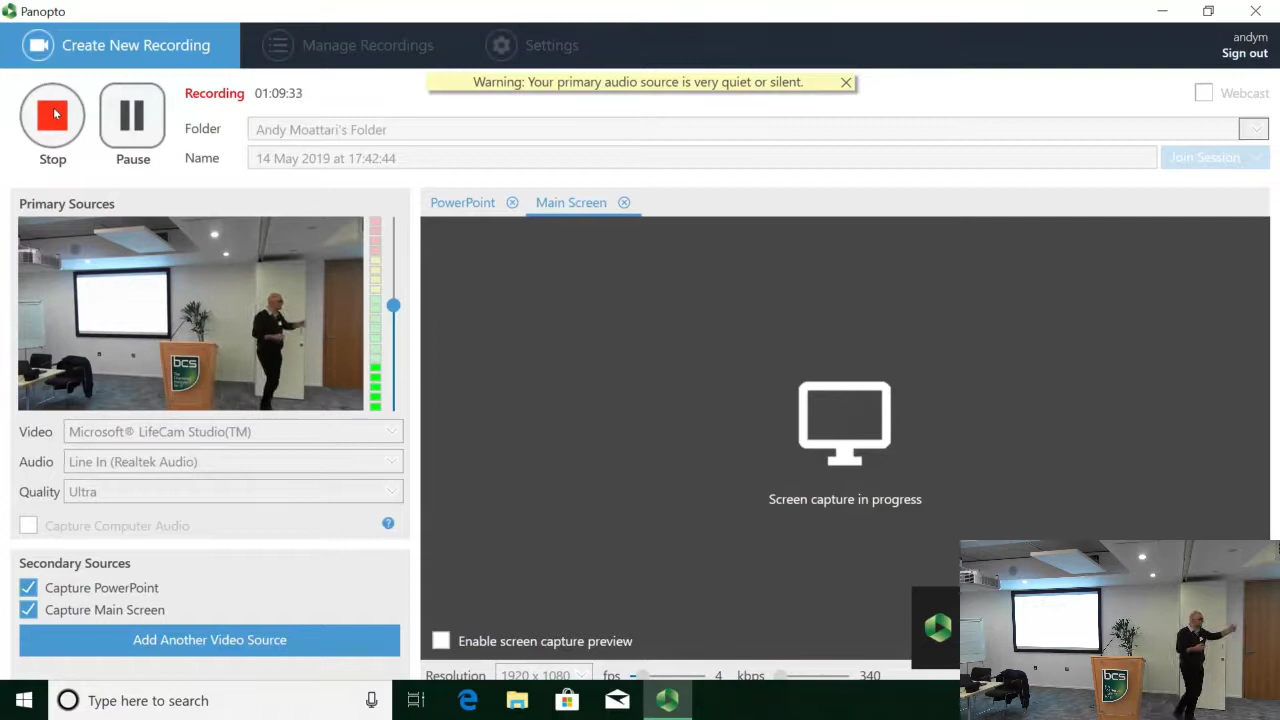 Panopto
Create New Recording
Manage Recordings
Settings
andym
Sign out
Warning: Your primary audio source is very quiet or silent.
Recording 01:09:33
Webcast
Folder Andy Moattari's Folder
Stop Pause
Name 14 May 2019 at 17:42:44
Join Session
Primary Sources
PowerPoint
Main Screen
bcs
Video Microsoft® LifeCam Studio(TM)
Audio Line In (Realtek Audio)
Quality Ultra
Capture Computer Audio
?
Screen capture in progress
Secondary Sources
Capture PowerPoint
Capture Main Screen
Add Another Video Source
Enable screen capture preview
Resolution 1920 x 1080 fps 4 kbps 340
bcs
Type here to search